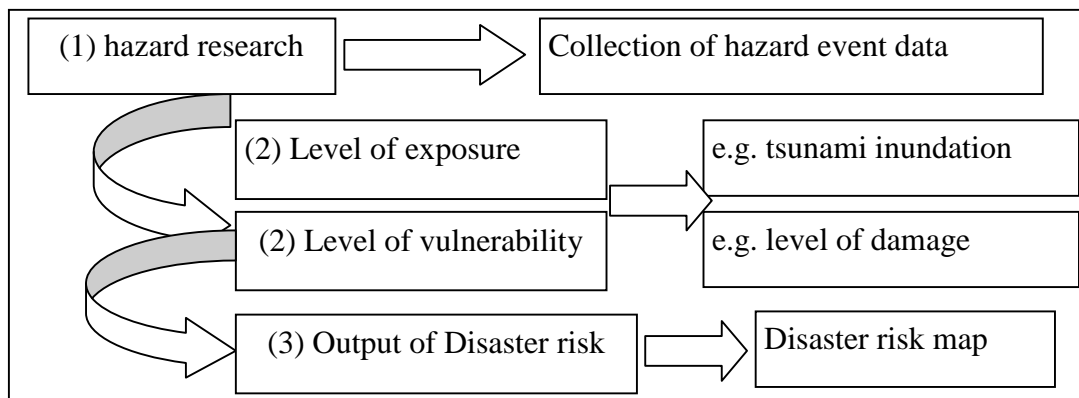 (1) hazard research
Collection of hazard event data
(2) Level of exposure
e.g. tsunami inundation
(2) Level of vulnerability
e.g. level of damage
(3) Output of Disaster risk
Disaster risk map